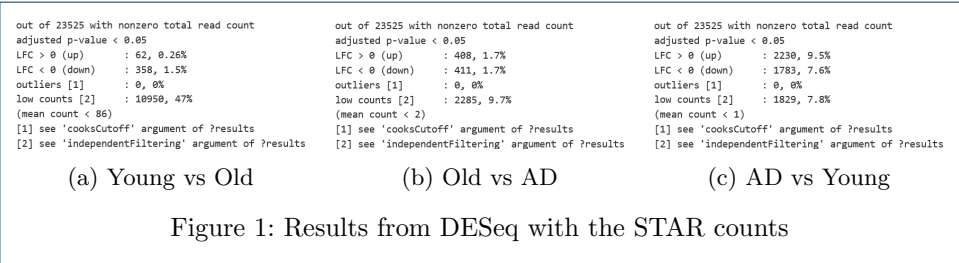 out of 23525 with nonzero total read count
adjusted p-value < 0.05
LFC > 0 (up)       : 62, 0.26%
LFC < 0 (down)     : 358, 1.5%
outliers [1]       : 0, 0%
low counts [2]     : 10950, 47%
(mean count < 86)
[1] see 'cooksCutoff' argument of ?results
[2] see 'independentFiltering' argument of ?results
(a) Young vs Old
out of 23525 with nonzero total read count
adjusted p-value < 0.05
LFC > 0 (up)       : 408, 1.7%
LFC < 0 (down)     : 411, 1.7%
outliers [1]       : 0, 0%
low counts [2]     : 2285, 9.7%
(mean count < 2)
[1] see 'cooksCutoff' argument of ?results
[2] see 'independentFiltering' argument of ?results
(b) Old vs AD
out of 23525 with nonzero total read count
adjusted p-value < 0.05
LFC > 0 (up)       : 2230, 9.5%
LFC < 0 (down)     : 1783, 7.6%
outliers [1]       : 0, 0%
low counts [2]     : 1829, 7.8%
(mean count < 1)
[1] see 'cooksCutoff' argument of ?results
[2] see 'independentFiltering' argument of ?results
(c) AD vs Young
Figure 1: Results from DESeq with the STAR counts